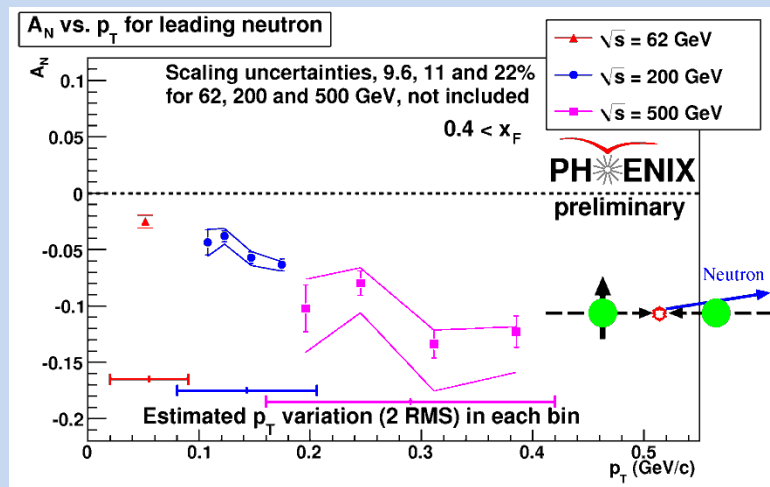 A_N vs. p_T for leading neutron
√s = 62 GeV
√s = 200 GeV
√s = 500 GeV
Scaling uncertainties, 9.6, 11 and 22%
for 62, 200 and 500 GeV, not included
0.4 < x_F
PHENIX
preliminary
A_N
0.1
0.05
0
-0.05
-0.1
-0.15
-0.2
Neutron
Estimated p_T variation (2 RMS) in each bin
0 0.1 0.2 0.3 0.4 0.5
p_T (GeV/c)